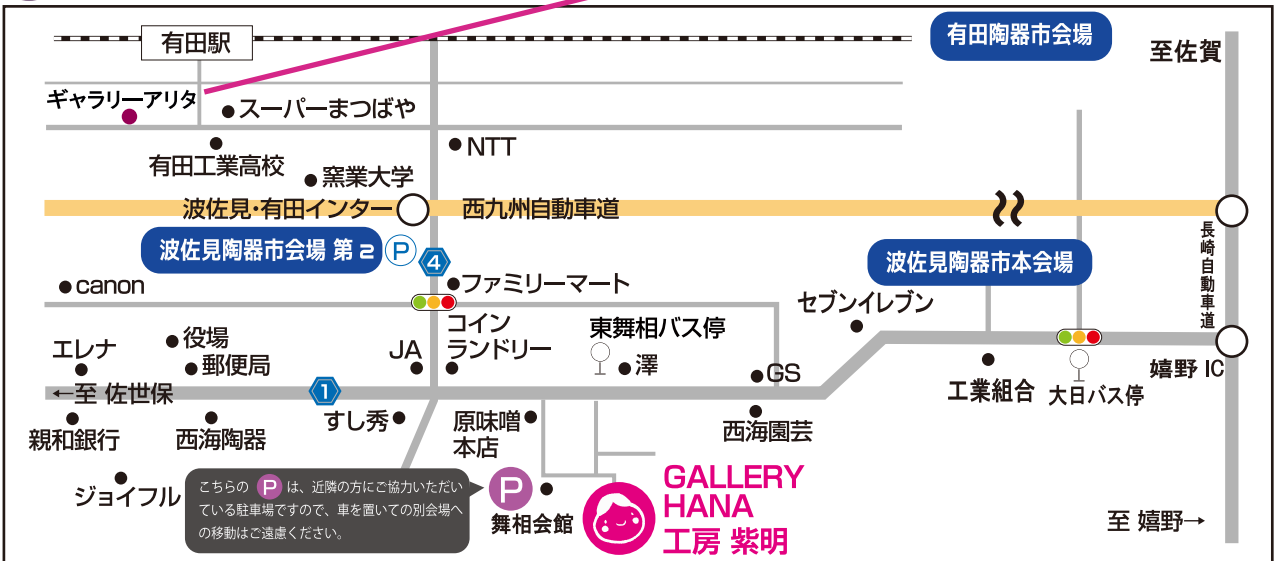 有田駅
有田陶器市会場
至佐賀
ギャラリーアリタ
スーパーまつばや
有田工業高校
NTT
窯業大学
波佐見・有田インター
西九州自動車道
波佐見陶器市会場 第2
P
4
波佐見陶器市本会場
長崎自動車道
canon
ファミリーマート
セブンイレブン
エレナ
役場
郵便局
JA
コイン
ランドリー
東舞相バス停
澤
GS
工業組合
大日バス停
嬉野 IC
←至 佐世保
1
親和銀行
西海陶器
すし秀
原味噌
本店
西海園芸
ジョイフル
こちらの P は、近隣の方にご協力いただい
ている駐車場ですので、車を置いての別会場へ
の移動はご遠慮ください。
P
舞相会館
GALLERY
HANA
工房 紫明
至 嬉野→